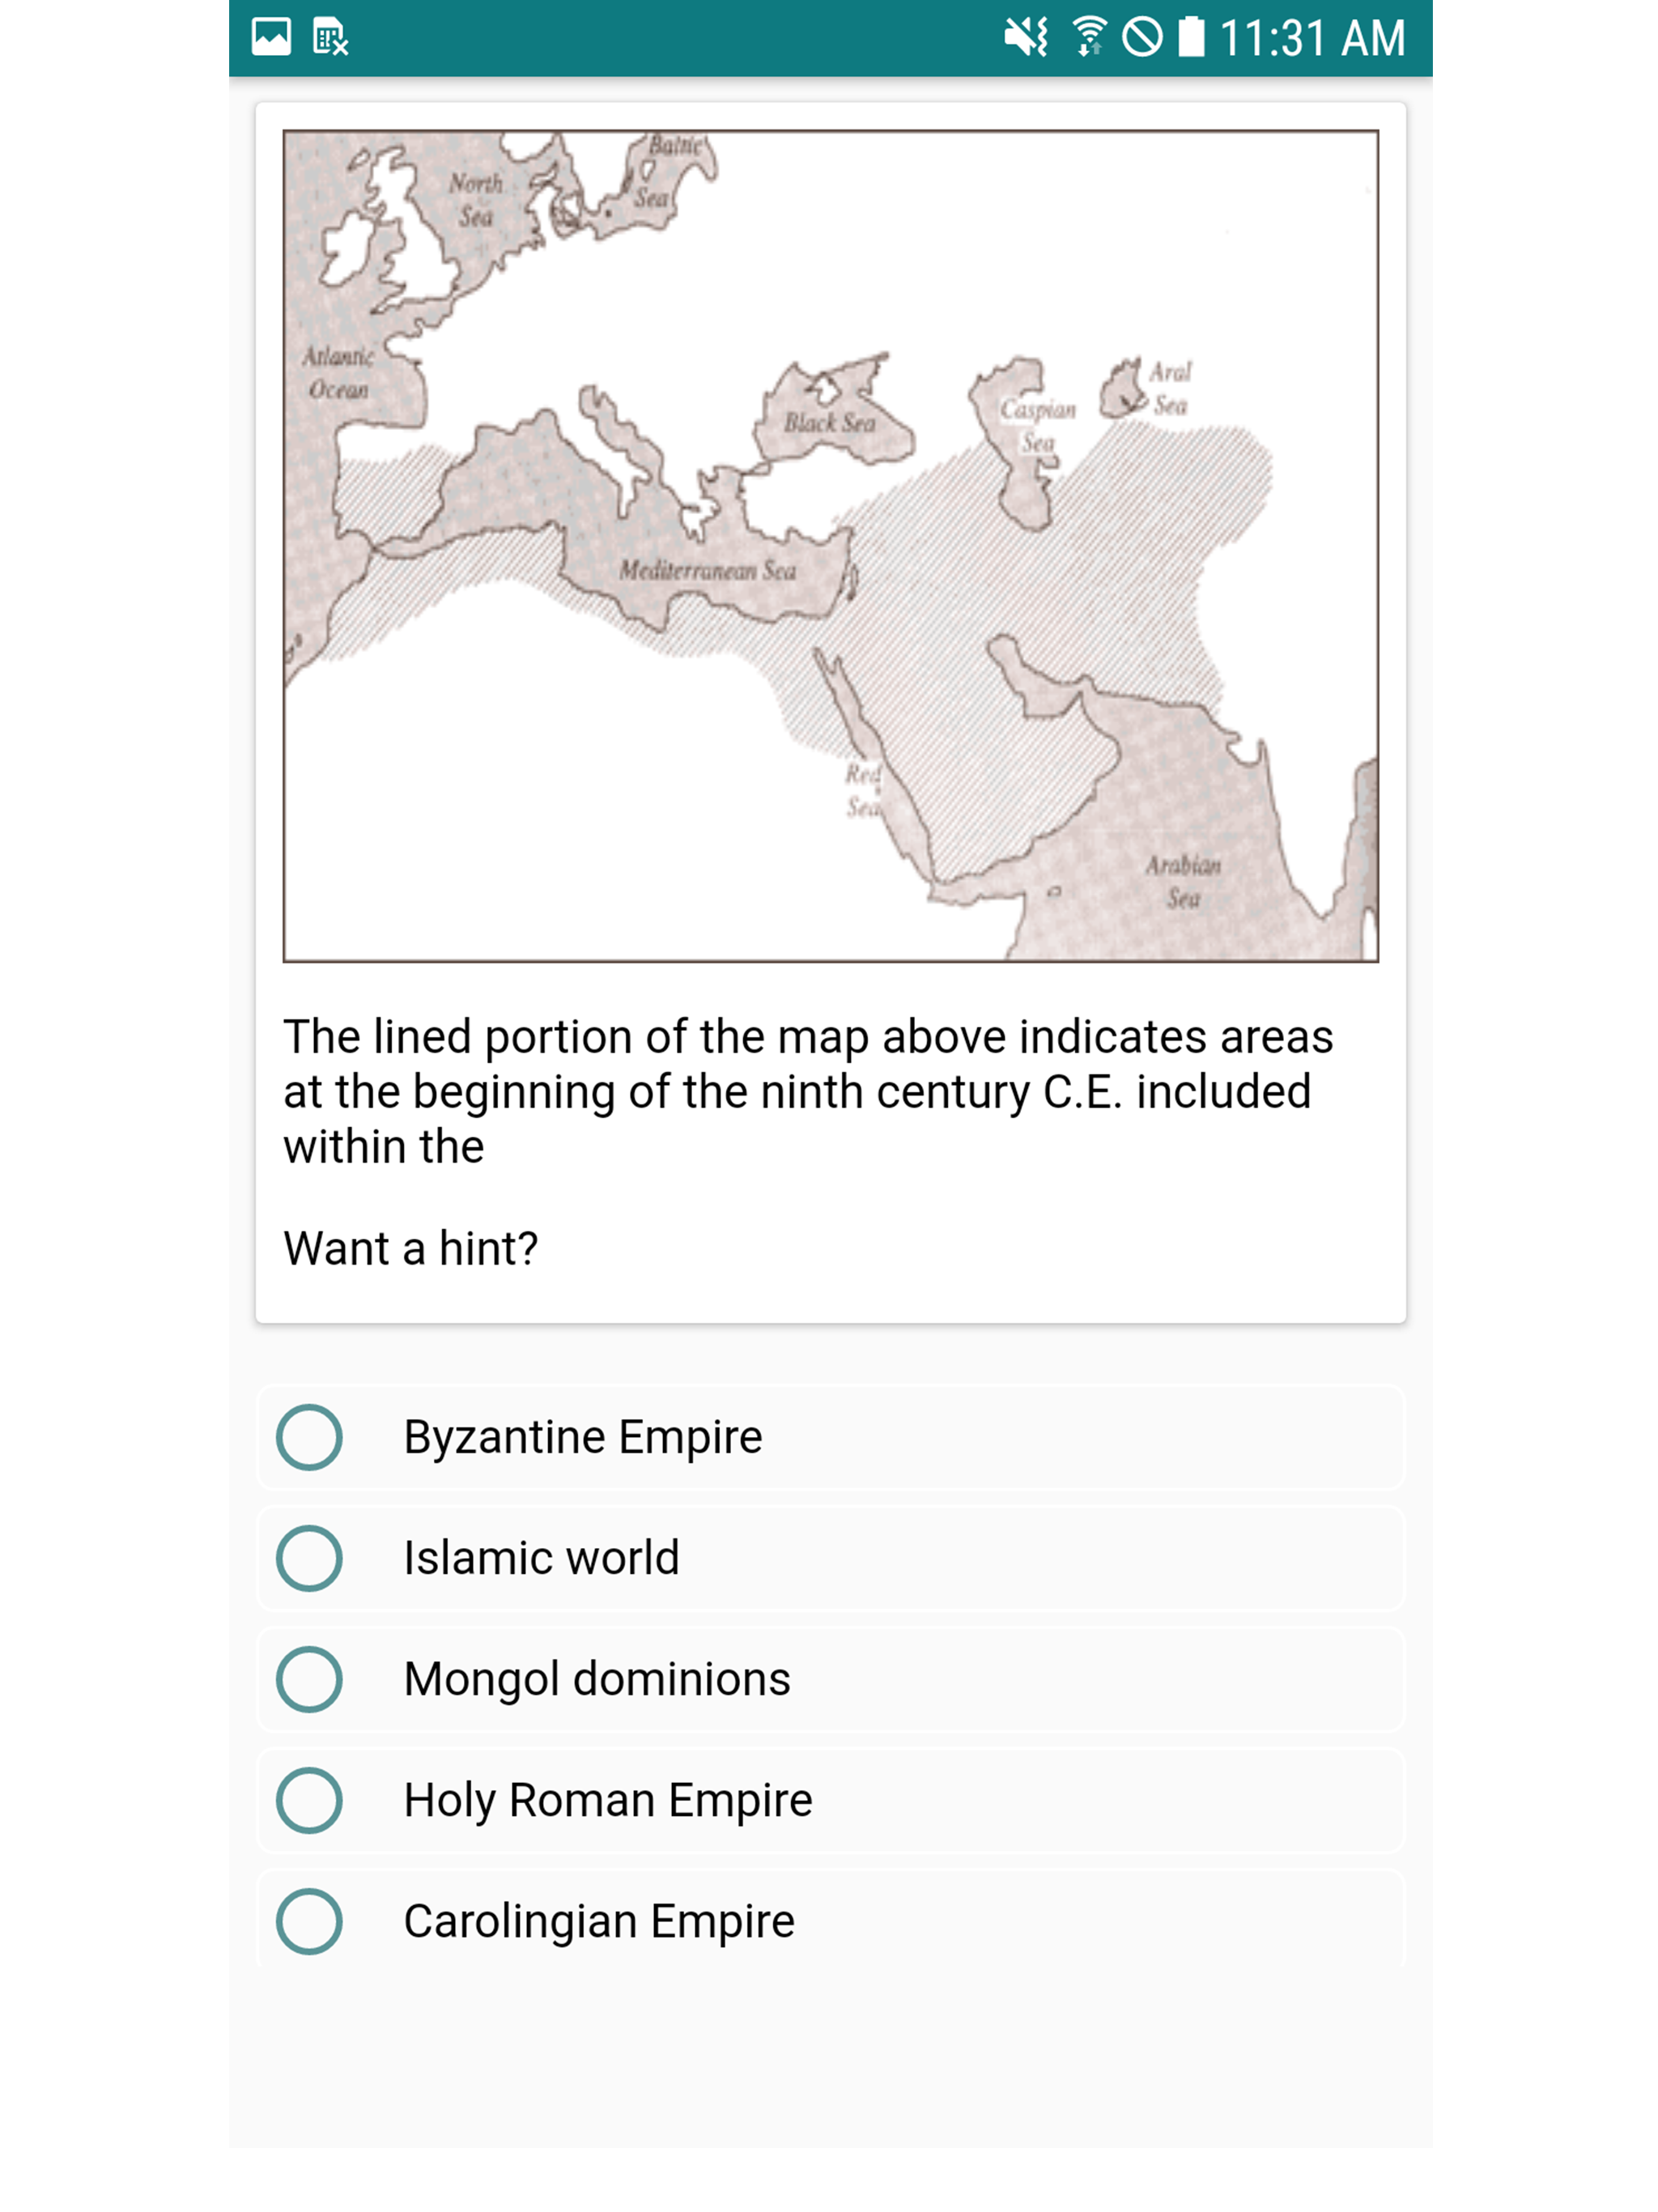 11:31 AM
Baltic
Sea
North
Sea
Atlantic
Ocean
Aral
Sea
Caspian
Sea
Black Sea
Mediterranean Sea
Red
Sea
Arabian
Sea
The lined portion of the map above indicates areas
at the beginning of the ninth century C.E. included
within the
Want a hint?
Byzantine Empire
Islamic world
Mongol dominions
Holy Roman Empire
Carolingian Empire